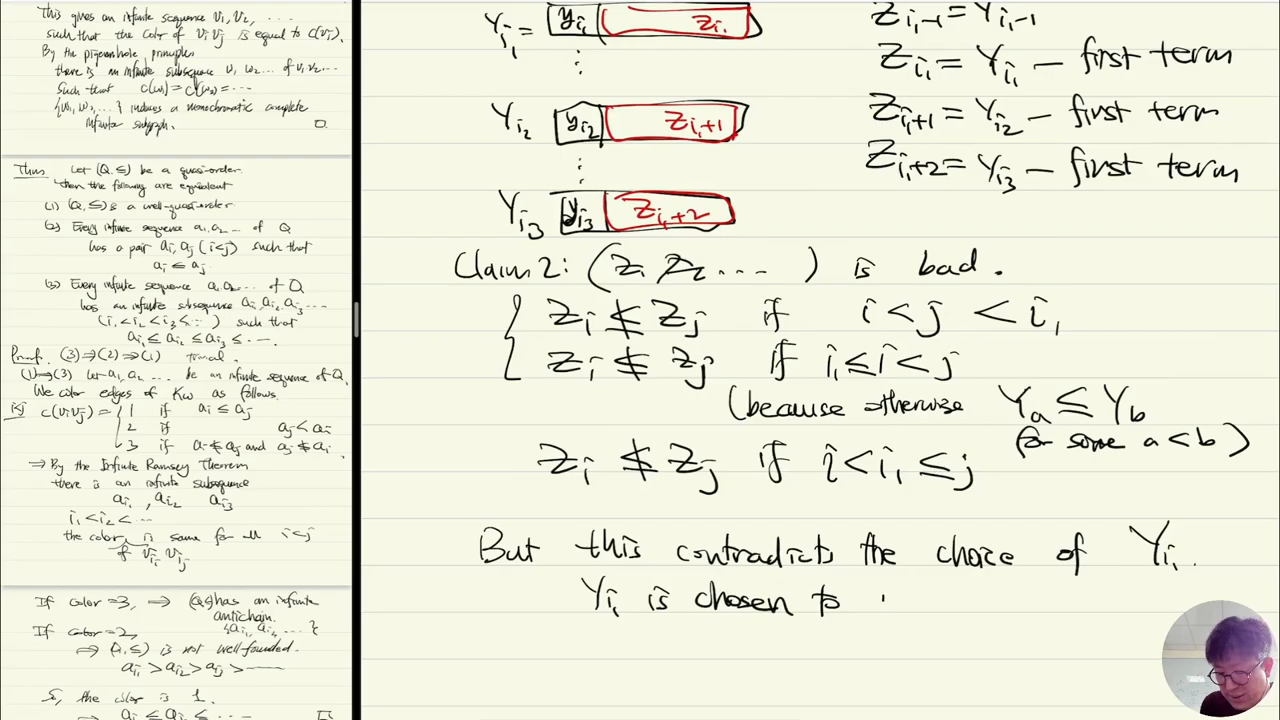 This gives an infinite sequence v1, v2, ....
such that the color of vi vj is equal to c(vi).
By the pigeonhole principle
there is an infinite subsequence w1 w2... of v1 v2...
Such that c(w1) = c(w2) = ...
{w1, w2, ...} induces a monochromatic complete
infinite subgraph. □
Thm Let (Q, ≤) be a quasi-order.
then the following are equivalent
(1) (Q, ≤) is a well-quasi-order
(2) Every infinite sequence a1, a2... of Q
has a pair ai, aj (i<j) such that
ai ≤ aj.
(3) Every infinite sequence a1, a2, ... of Q
has an infinite subsequence ai1, ai2, ai3 ...
(i1 < i2 < i3 < ...) such that
ai1 ≤ ai2 ≤ ai3 ≤ ....
Proof. (3)⇒(2)⇒(1) trivial.
(1)⇒(3) Let a1, a2 ... be an infinite sequence of Q.
We color edges of Kω as follows.
i<j c(vi vj) = { 1 if ai ≤ aj
2 if aj < ai
3 if ai ≰ aj and aj ≰ ai
⇒ By the Infinite Ramsey Theorem
there is an infinite subsequence
ai1, ai2 ai3
i1 < i2 < ...
the color is same for all i<j
of vii vij
If color = 3, ⇒ (Q ≤) has an infinite
antichain.
{ai1, ai2, ....}
If color = 2,
⇒ (Q, ≤) is not well-founded.
ai1 > ai2 > ai3 > ——
So, the color is 1.
⇒ ai1 ≤ ai2 ≤ .... □
Yi1 = yi1 Zi1
⋮
Yi2 yi2 Zi1+1
⋮
Yi3 yi3 Zi1+2
Zi1-1 = Yi1-1
Zi1 = Yi1 — first term
Zi1+1 = Yi2 — first term
Zi1+2 = Yi3 — first term
Claim 2: (Z1 Z2 .... ) is bad.
{ Zi ≰ Zj if i < j < i1
Zi ≰ Zj if i1 ≤ i < j
(because otherwise Ya ≤ Yb
(for some a < b)
Zi ≰ Zj if i < i1 ≤ j
But this contradicts the choice of Yi1.
Yi1 is chosen to